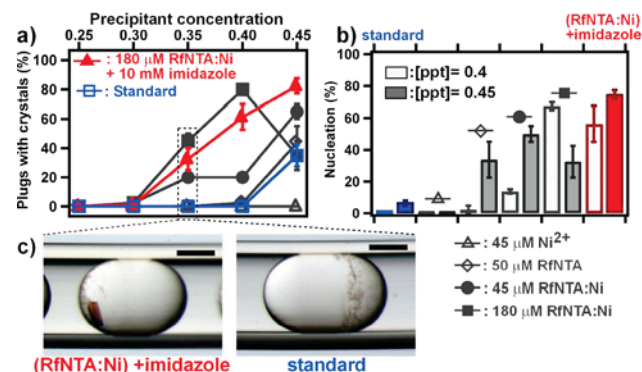 Precipitant concentration
a) 0.25 0.30 0.35 0.40 0.45
Plugs with crystals (%)
100
80
60
40
20
0
: 180 μM RfNTA:Ni
+ 10 mM imidazole
: Standard
b)
standard
(RfNTA:Ni)
+imidazole
Nucleation (%)
100
80
60
40
20
0
:[ppt]= 0.4
:[ppt]= 0.45
: 45 μM Ni²⁺
: 50 μM RfNTA
: 45 μM RfNTA:Ni
: 180 μM RfNTA:Ni
c)
(RfNTA:Ni) +imidazole
standard